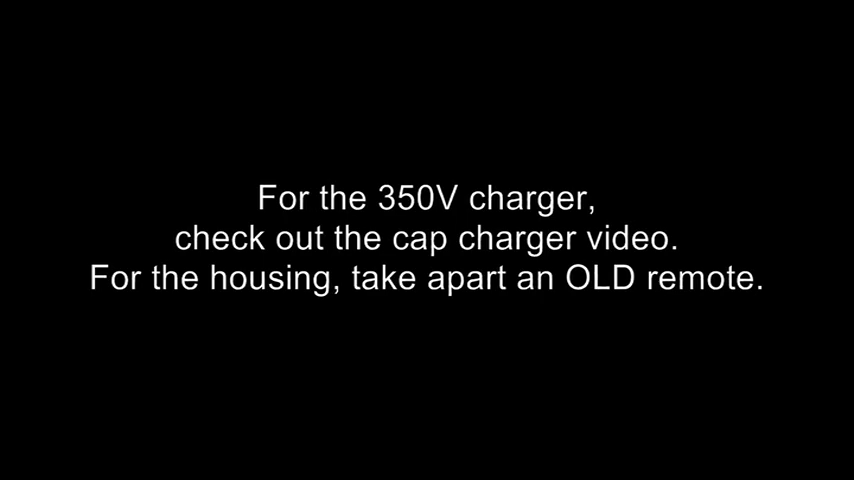 For the 350V charger,
check out the cap charger video.
For the housing, take apart an OLD remote.